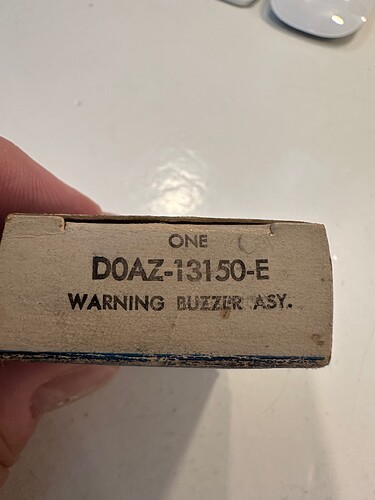 ONE
D0AZ-13150-E
WARNING BUZZER ASY.